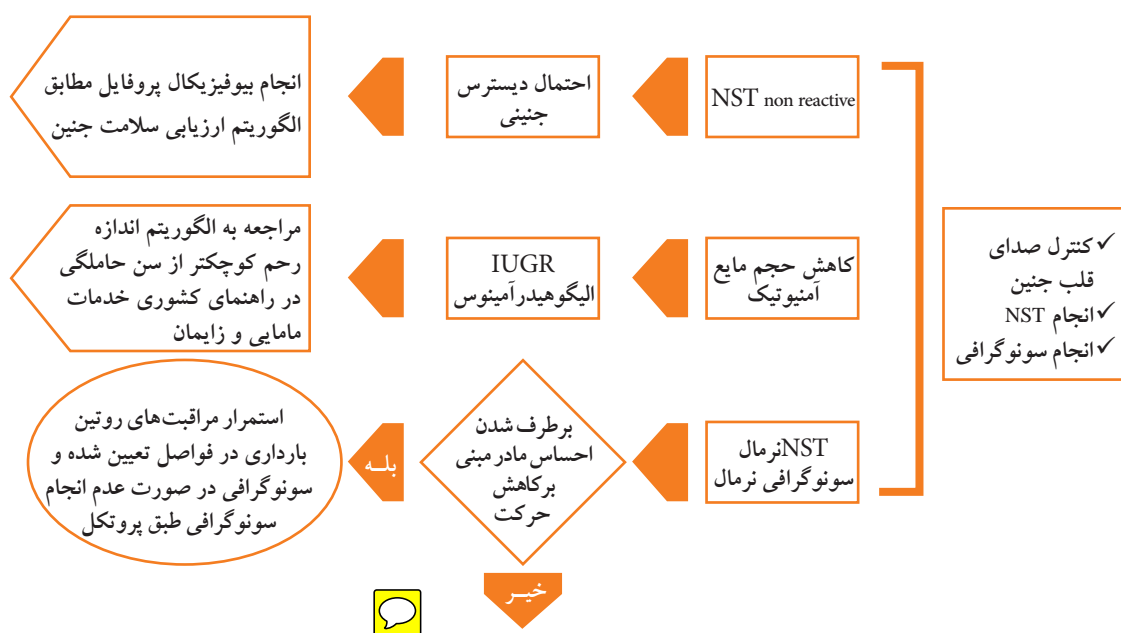 ✓کنترل صدای
قلب جنین
✓انجام NST
✓انجام سونوگرافی
NST non reactive
احتمال دیسترس
جنینی
انجام بیوفیزیکال پروفایل مطابق
الگوریتم ارزیابی سلامت جنین
کاهش حجم مایع
آمنیوتیک
IUGR
الیگوهیدرآمینوس
مراجعه به الگوریتم اندازه
رحم کوچکتر از سن حاملگی
در راهنمای کشوری خدمات
مامایی و زایمان
NSTنرمال
سونوگرافی نرمال
برطرف شدن
احساس مادر مبنی
برکاهش
حرکت
بلـه
استمرار مراقبت‌های روتین
بارداری در فواصل تعیین شده و
سونوگرافی در صورت عدم انجام
سونوگرافی طبق پروتکل
خیـر